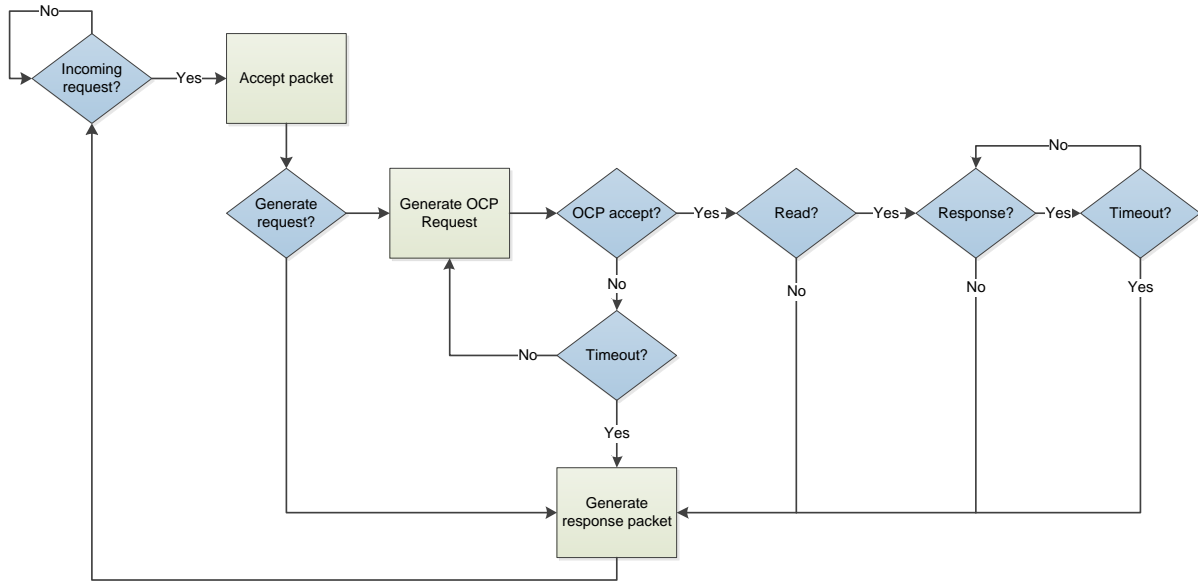 No
Incoming
request?
Yes
Accept packet
Generate
request?
Generate OCP
Request
OCP accept?
Yes
Read?
Yes
Response?
Yes
Timeout?
No
No
Timeout?
No
Yes
No
No
Yes
Generate
response packet